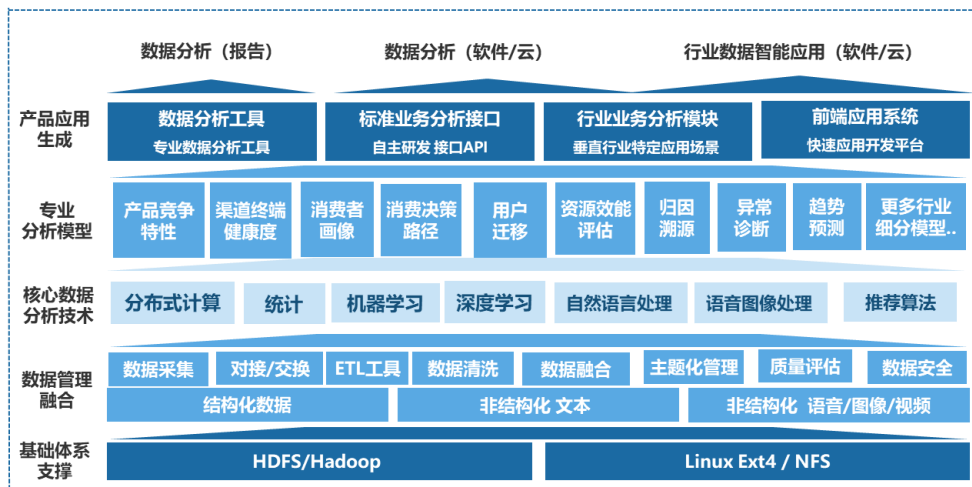 数据分析（报告）
数据分析（软件/云）
行业数据智能应用（软件/云）
产品应用
生成
数据分析工具
专业数据分析工具
标准业务分析接口
自主研发 接口API
行业业务分析模块
垂直行业特定应用场景
前端应用系统
快速应用开发平台
专业
分析模型
产品竞争
特性
渠道终端
健康度
消费者
画像
消费决策
路径
用户
迁移
资源效能
评估
归因
溯源
异常
诊断
趋势
预测
更多行业
细分模型..
核心数据
分析技术
分布式计算
统计
机器学习
深度学习
自然语言处理
语音图像处理
推荐算法
数据管理
融合
数据采集
对接/交换
ETL工具
数据清洗
数据融合
主题化管理
质量评估
数据安全
结构化数据
非结构化 文本
非结构化 语音/图像/视频
基础体系
支撑
HDFS/Hadoop
Linux Ext4 / NFS